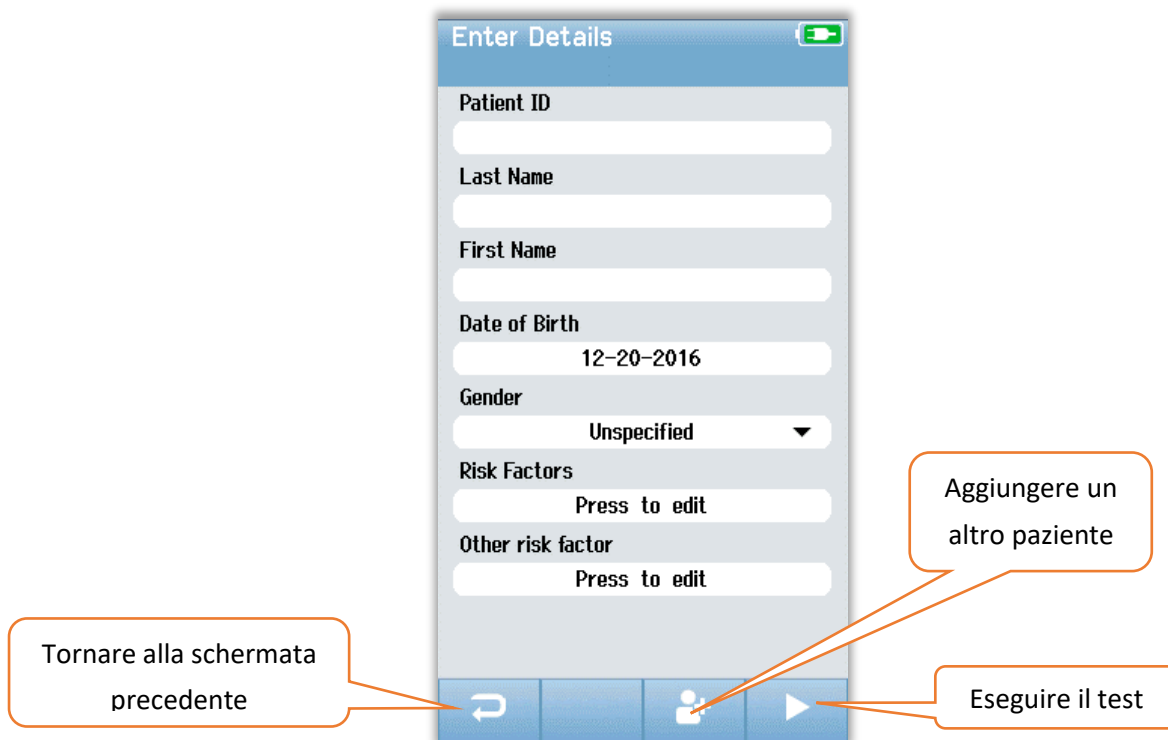 Enter Details
Patient ID
Last Name
First Name
Date of Birth
12-20-2016
Gender
Unspecified
Risk Factors
Press to edit
Other risk factor
Press to edit
Aggiungere un
altro paziente
Tornare alla schermata
precedente
Eseguire il test